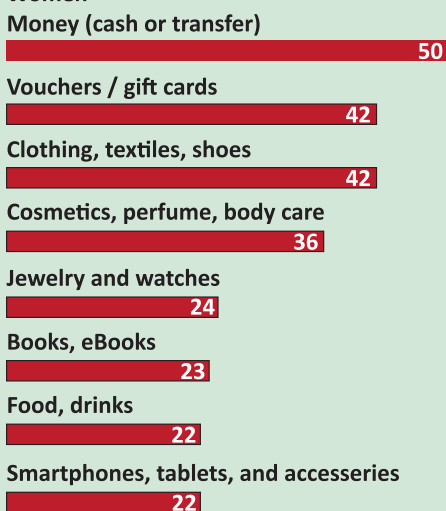 Money (cash or transfer)
50
Vouchers / gift cards
42
Clothing, textiles, shoes
42
Cosmetics, perfume, body care
36
Jewelry and watches
24
Books, eBooks
23
Food, drinks
22
Smartphones, tablets, and accesseries
22